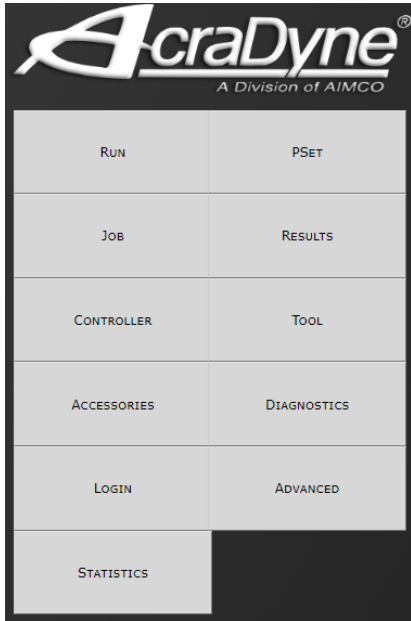 AcraDyne®
A Division of AIMCO
Run PSet
Job Results
Controller Tool
Accessories Diagnostics
Login Advanced
Statistics